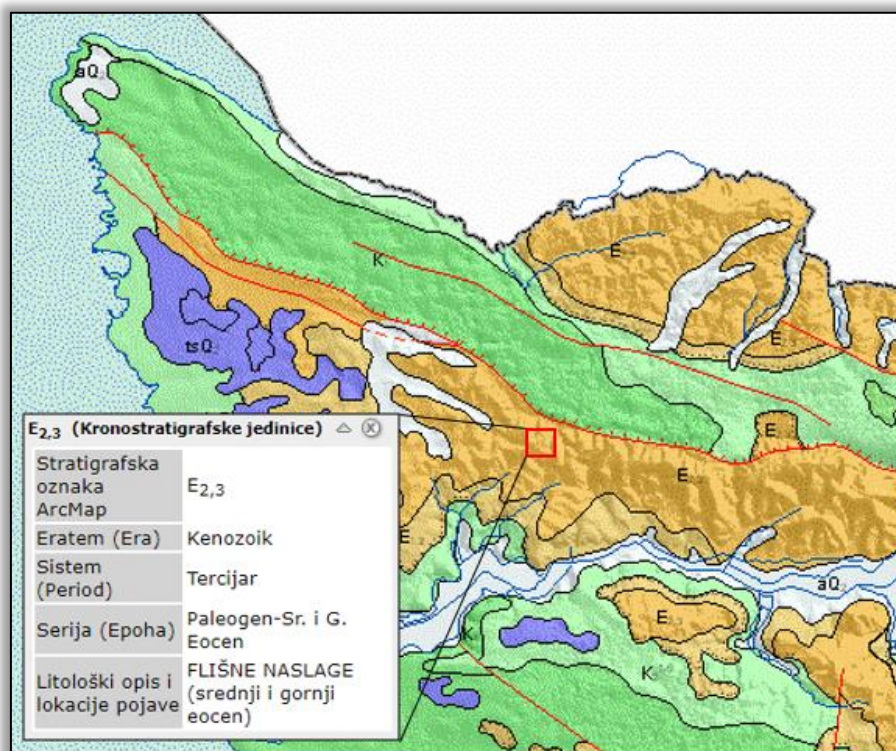 aQ
K
E
E
tsQ
E₂,₃ (Kronostratigrafske jedinice)
Stratigrafska
oznaka
ArcMap
E₂,₃
Eratem (Era)
Kenozoik
Sistem
(Period)
Tercijar
Serija (Epoha)
Paleogen-Sr. i G.
Eocen
Litološki opis i
lokacije pojave
FLIŠNE NASLAGE
(srednji i gornji
eocen)
E
E
E
aQ
E
K
K